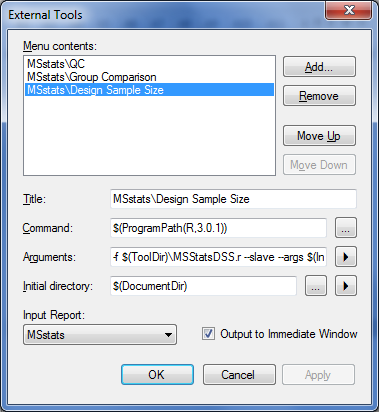 External Tools
Menu contents:
MSstats\QC
MSstats\Group Comparison
MSstats\Design Sample Size
Add...
Remove
Move Up
Move Down
Title: MSstats\Design Sample Size
Command: $(ProgramPath(R,3.0.1)) ...
Arguments: -f $(ToolDir)\MSStatsDSS.r --slave --args $(In
Initial directory: $(DocumentDir) ...
Input Report:
MSstats Output to Immediate Window
OK Cancel Apply